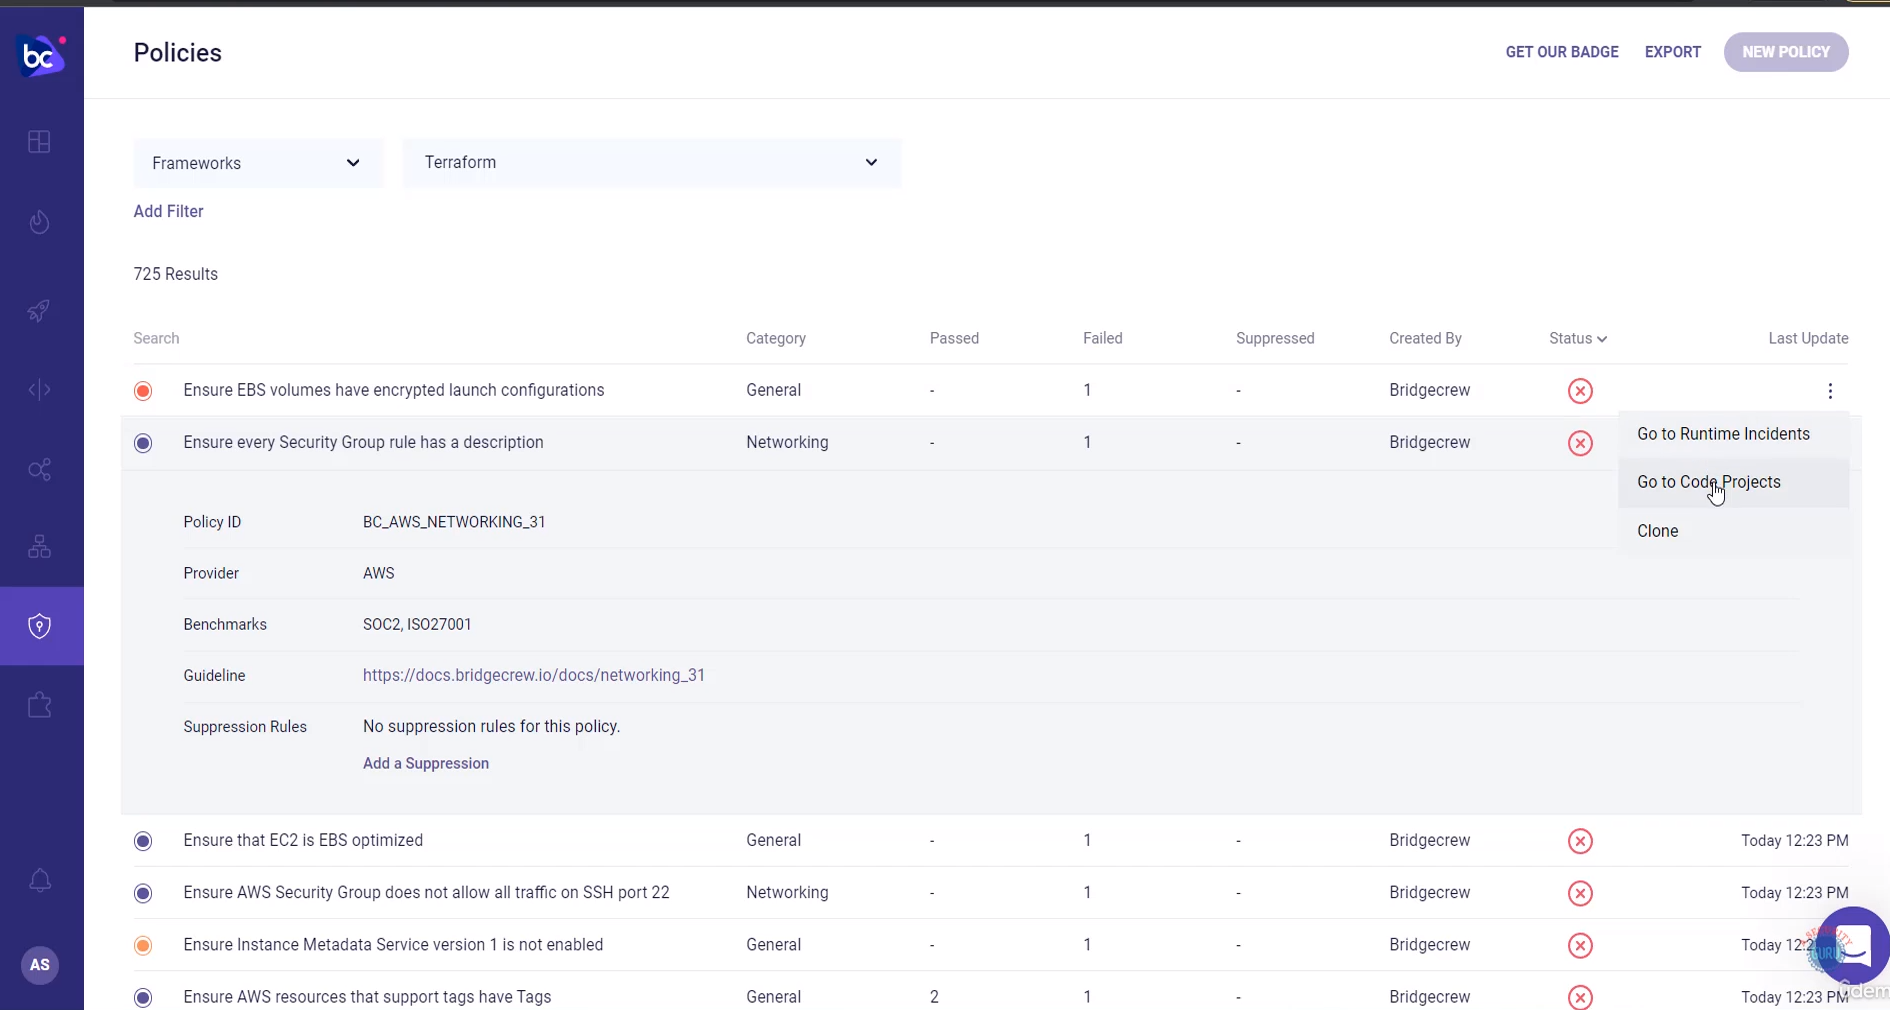 bc
Policies
GET OUR BADGE EXPORT NEW POLICY
Frameworks Terraform
Add Filter
725 Results
Search Category Passed Failed Suppressed Created By Status Last Update
Ensure EBS volumes have encrypted launch configurations General - 1 - Bridgecrew
Ensure every Security Group rule has a description Networking - 1 - Bridgecrew
Go to Runtime Incidents
Go to Code Projects
Clone
Policy ID BC_AWS_NETWORKING_31
Provider AWS
Benchmarks SOC2, ISO27001
Guideline https://docs.bridgecrew.io/docs/networking_31
Suppression Rules No suppression rules for this policy.
Add a Suppression
Ensure that EC2 is EBS optimized General - 1 - Bridgecrew Today 12:23 PM
Ensure AWS Security Group does not allow all traffic on SSH port 22 Networking - 1 - Bridgecrew Today 12:23 PM
Ensure Instance Metadata Service version 1 is not enabled General - 1 - Bridgecrew Today
Ensure AWS resources that support tags have Tags General 2 1 - Bridgecrew Today 12:23 PM
AS